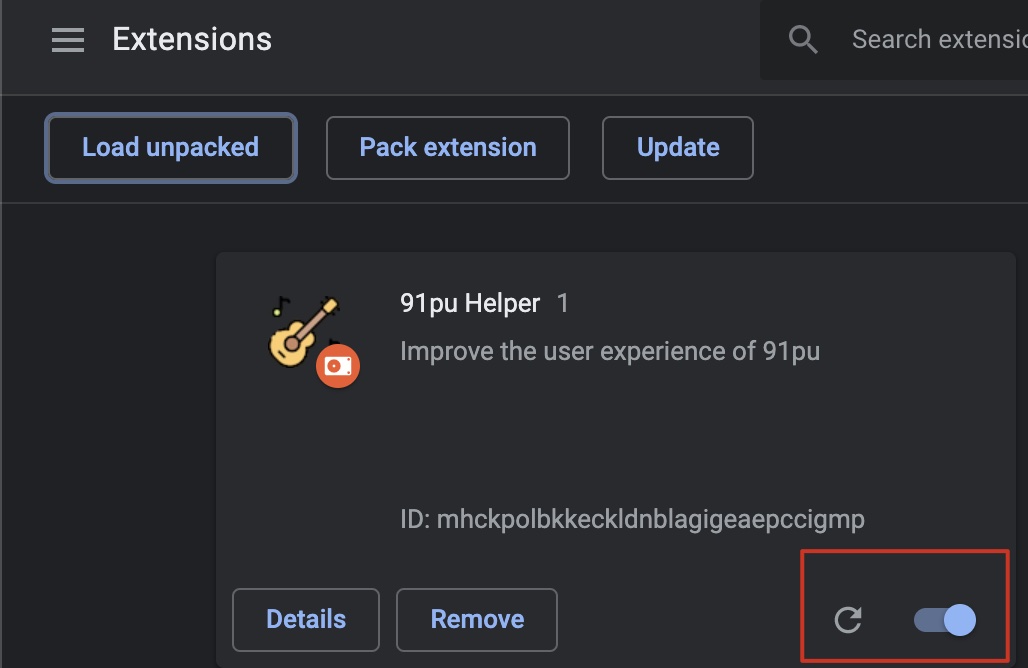 Extensions
Search extensio
Load unpacked
Pack extension
Update
91pu Helper 1
Improve the user experience of 91pu
ID: mhckpolbkkeckldnblagigeaepccigmp
Details
Remove